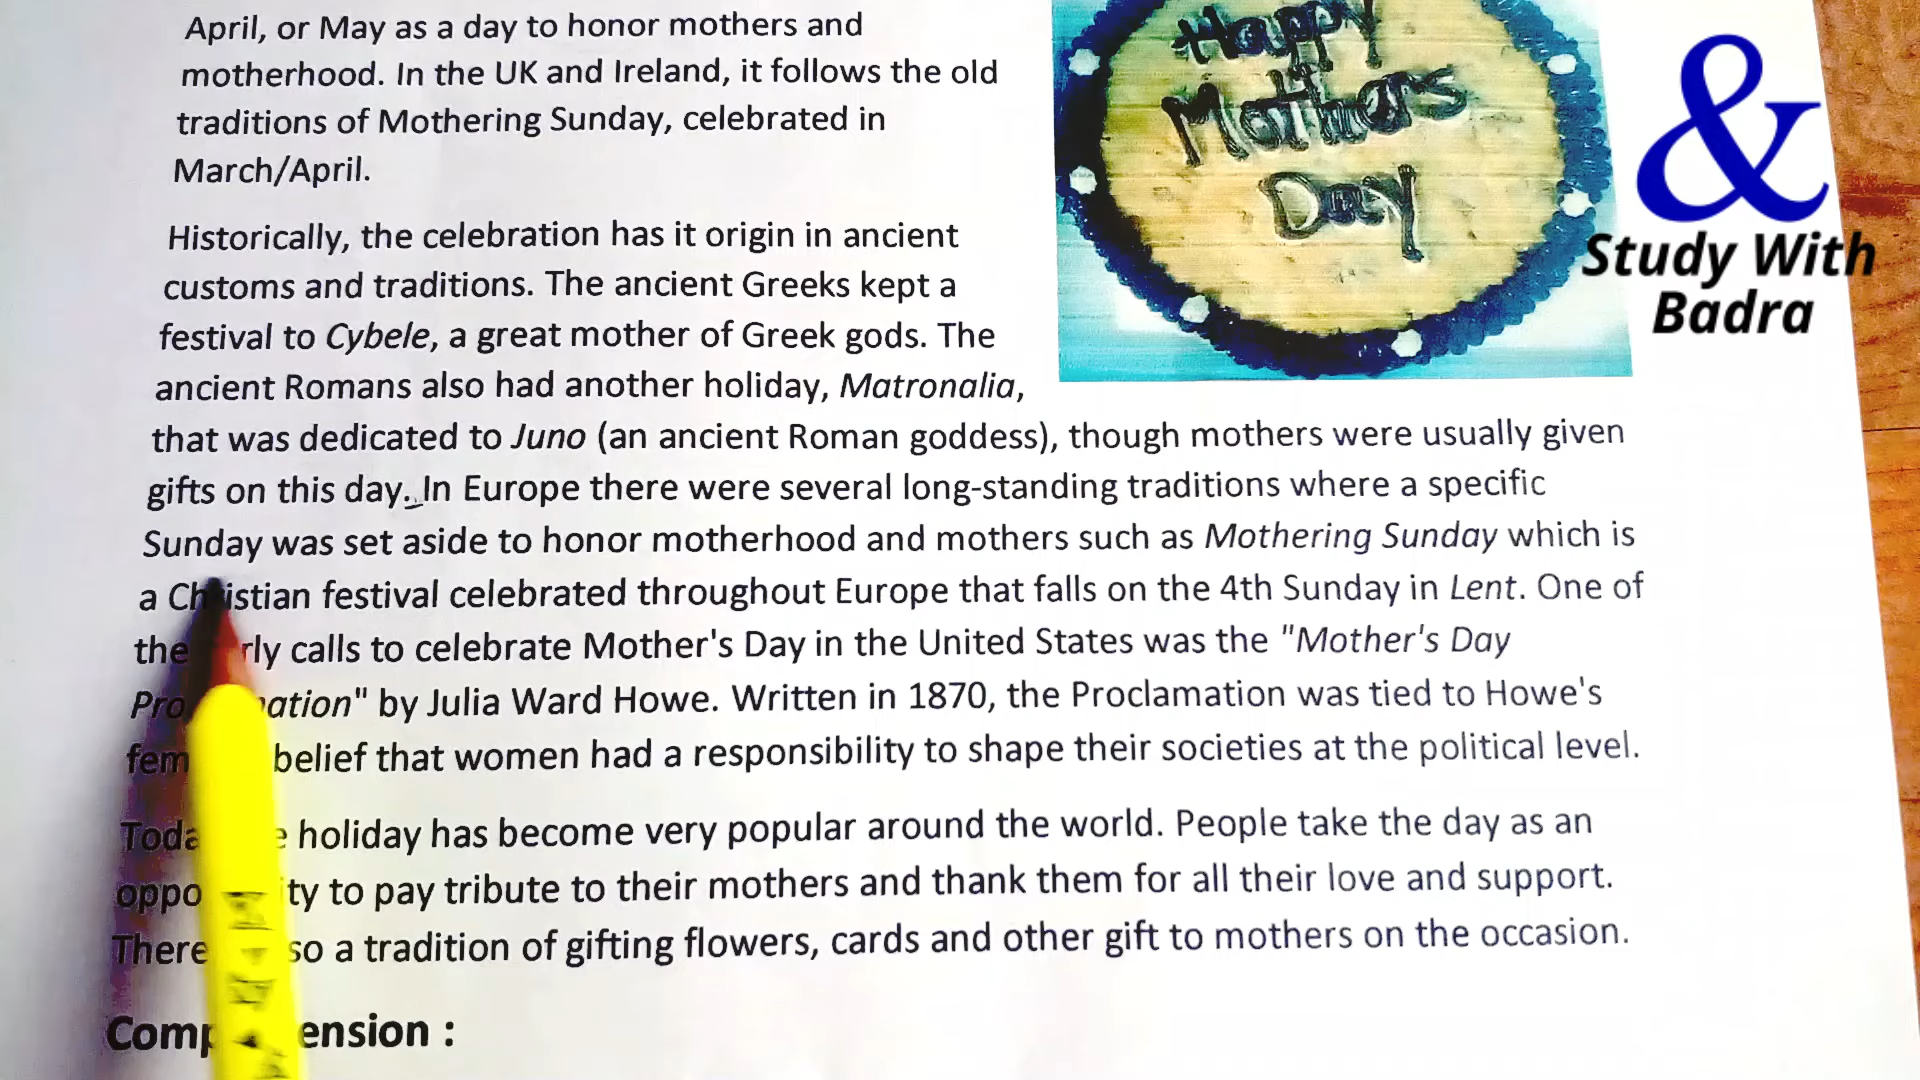 April, or May as a day to honor mothers and
motherhood. In the UK and Ireland, it follows the old
traditions of Mothering Sunday, celebrated in
March/April.
Historically, the celebration has it origin in ancient
customs and traditions. The ancient Greeks kept a
festival to Cybele, a great mother of Greek gods. The
ancient Romans also had another holiday, Matronalia,
that was dedicated to Juno (an ancient Roman goddess), though mothers were usually given
gifts on this day. In Europe there were several long-standing traditions where a specific
Sunday was set aside to honor motherhood and mothers such as Mothering Sunday which is
a Christian festival celebrated throughout Europe that falls on the 4th Sunday in Lent. One of
the rly calls to celebrate Mother's Day in the United States was the "Mother's Day
Pro ation" by Julia Ward Howe. Written in 1870, the Proclamation was tied to Howe's
fem belief that women had a responsibility to shape their societies at the political level.
Toda e holiday has become very popular around the world. People take the day as an
oppo ity to pay tribute to their mothers and thank them for all their love and support.
There so a tradition of gifting flowers, cards and other gift to mothers on the occasion.
Comp ension :
Happy
Mothers
Day
&
Study With
Badra